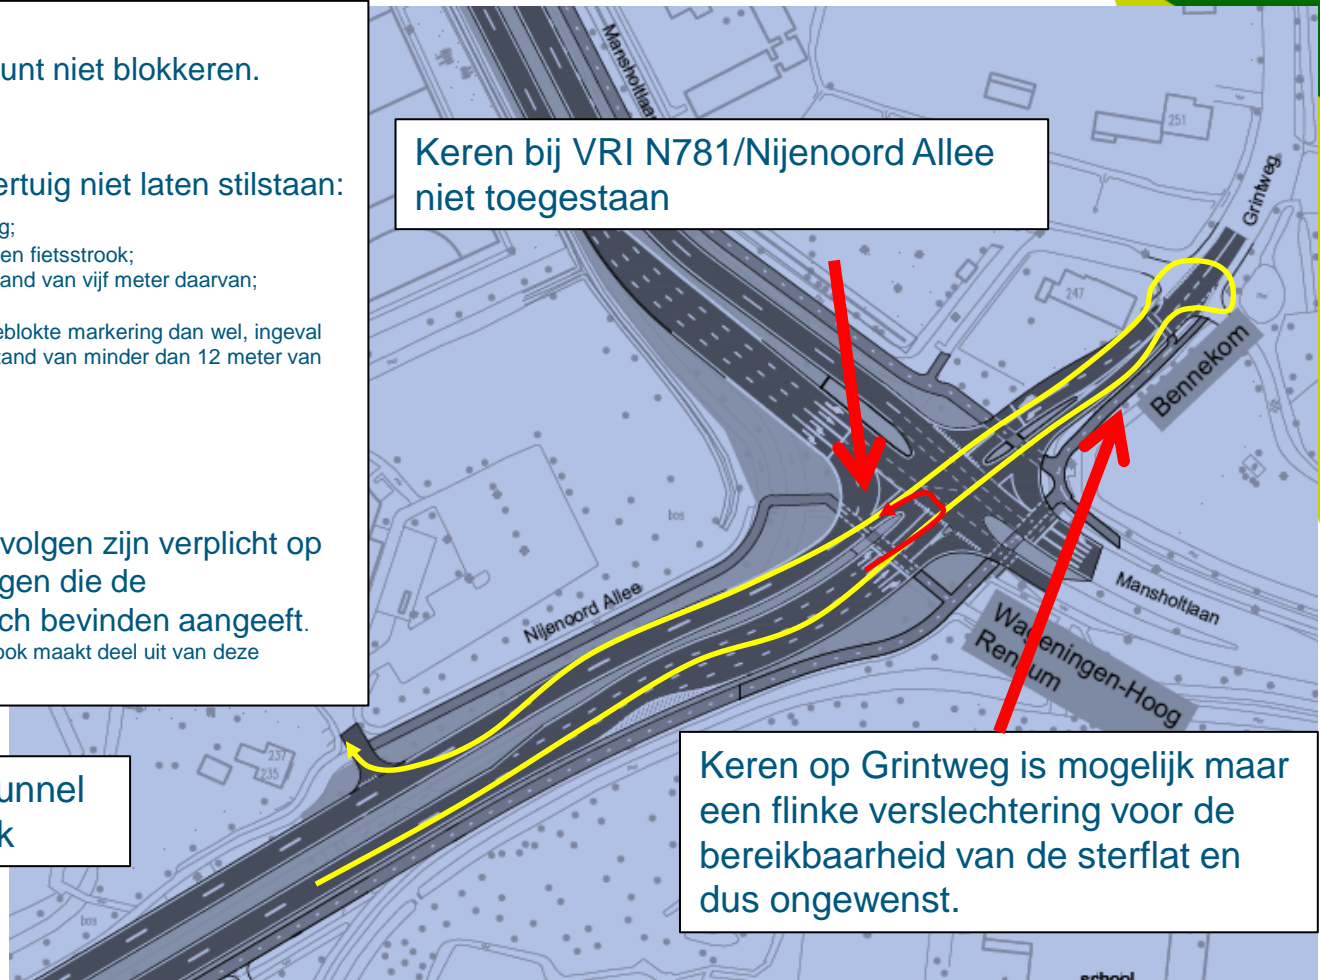 unt niet blokkeren.
ertuig niet laten stilstaan:
g;
en fietsstrook;
tand van vijf meter daarvan;
eblokte markering dan wel, ingeval
tand van minder dan 12 meter van
volgen zijn verplicht op
gen die de
ch bevinden aangeeft.
ook maakt deel uit van deze
unnel
k
Keren bij VRI N781/Nijenoord Allee
niet toegestaan
Mansholtlaan
251
Grintweg
247
Bennekom
bos
Nijenoord Allee
Mansholtlaan
Wageningen-Hoog
Renkum
237
235
bos
Keren op Grintweg is mogelijk maar
een flinke verslechtering voor de
bereikbaarheid van de sterflat en
dus ongewenst.
school